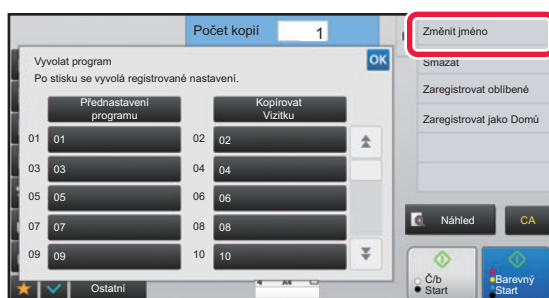 Počet kopií
1
Změnit jméno
Smazat
Zaregistrovat oblíbené
Zaregistrovat jako Domů
Vyvolat program
OK
Po stisku se vyvolá registrované nastavení.
Přednastavení
programu
Kopírovat
Vizitku
01 01
02 02
03 03
04 04
05 05
06 06
07 07
08 08
09 09
10 10
Náhled
CA
Č/b
Start
Barevný
Start
Ostatní
A4